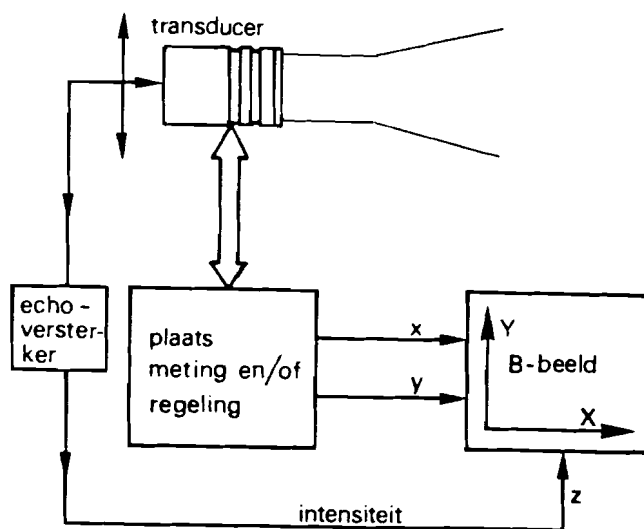 transducer
echo-
verster-
ker
plaats
meting en/of
regeling
x
y
Y
B-beeld
X
z
intensiteit